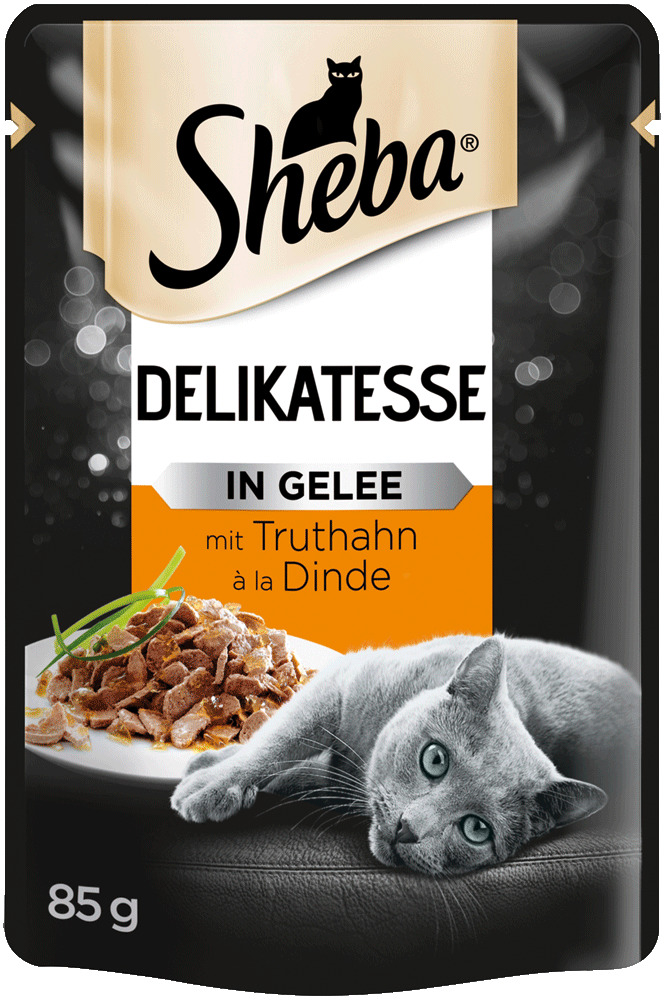 Sheba®
DELIKATESSE
IN GELEE
mit Truthahn
à la Dinde
85 g